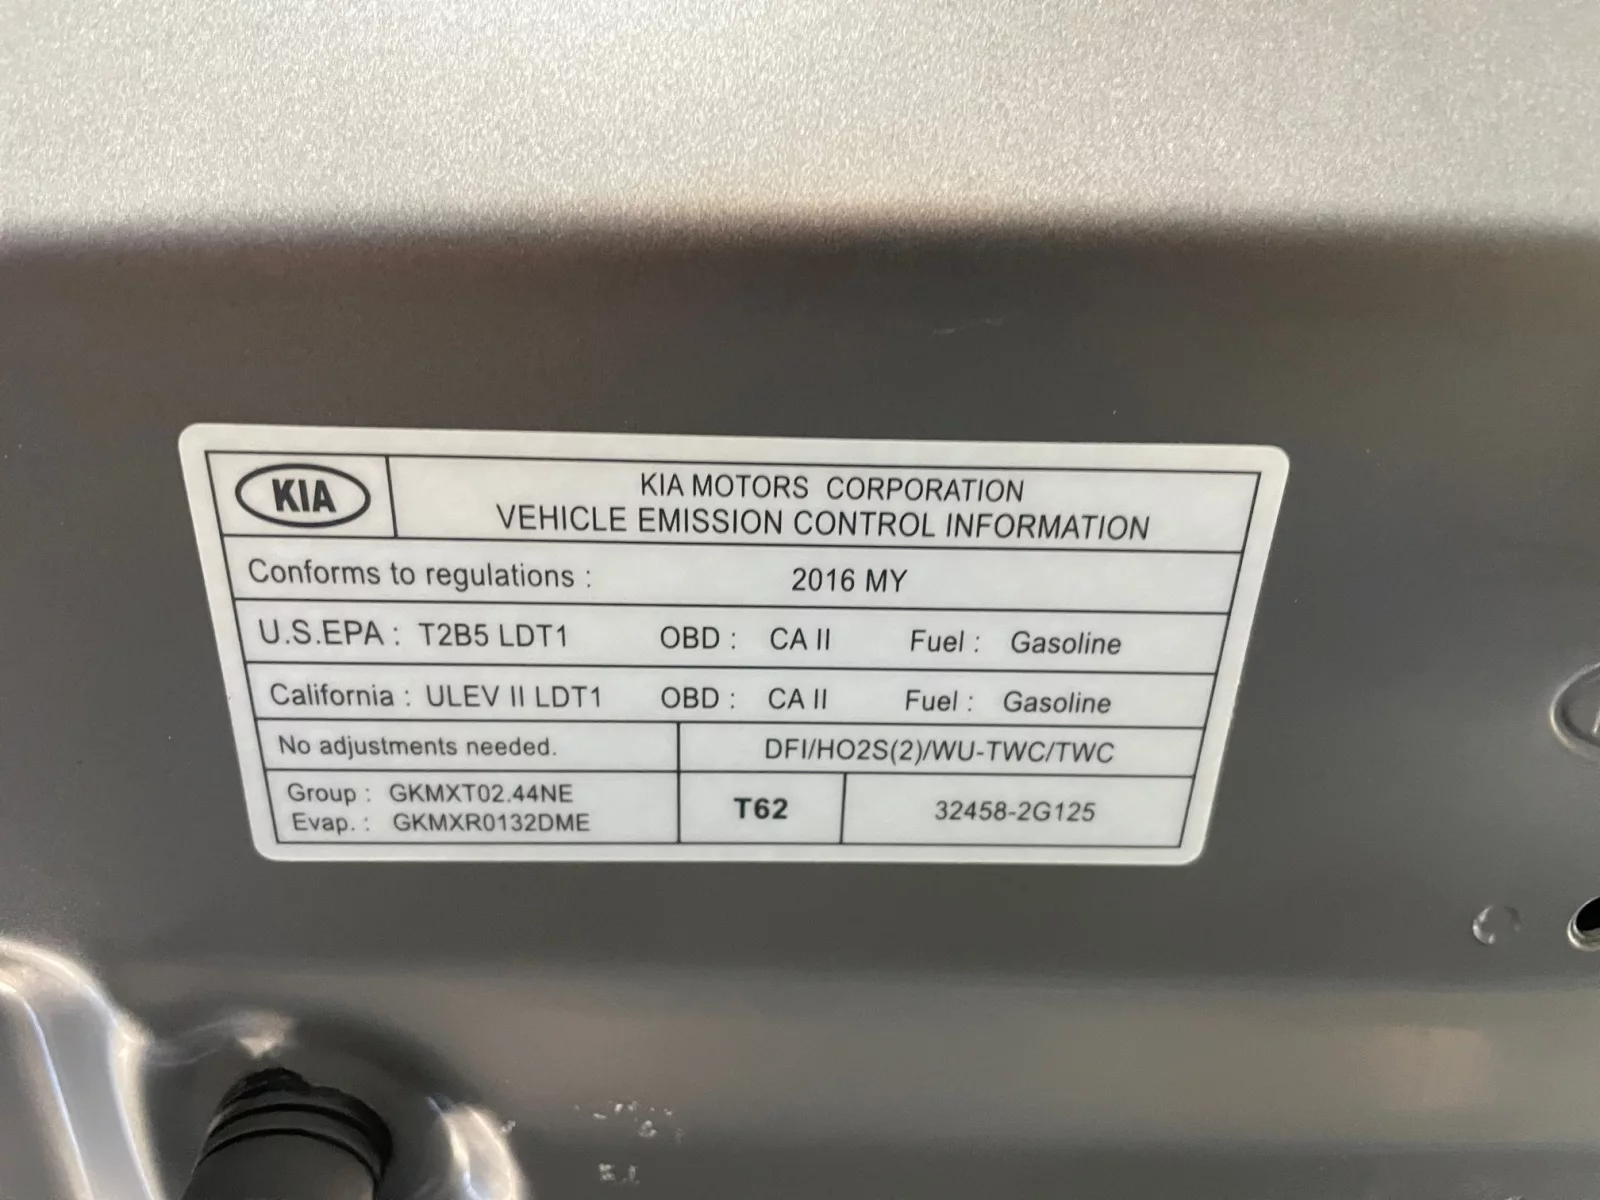 KIA
KIA MOTORS CORPORATION
VEHICLE EMISSION CONTROL INFORMATION
Conforms to regulations : 2016 MY
U.S.EPA : T2B5 LDT1 OBD : CA II Fuel : Gasoline
California : ULEV II LDT1 OBD : CA II Fuel : Gasoline
No adjustments needed. DFI/HO2S(2)/WU-TWC/TWC
Group : GKMXT02.44NE
Evap. : GKMXR0132DME
T62
32458-2G125